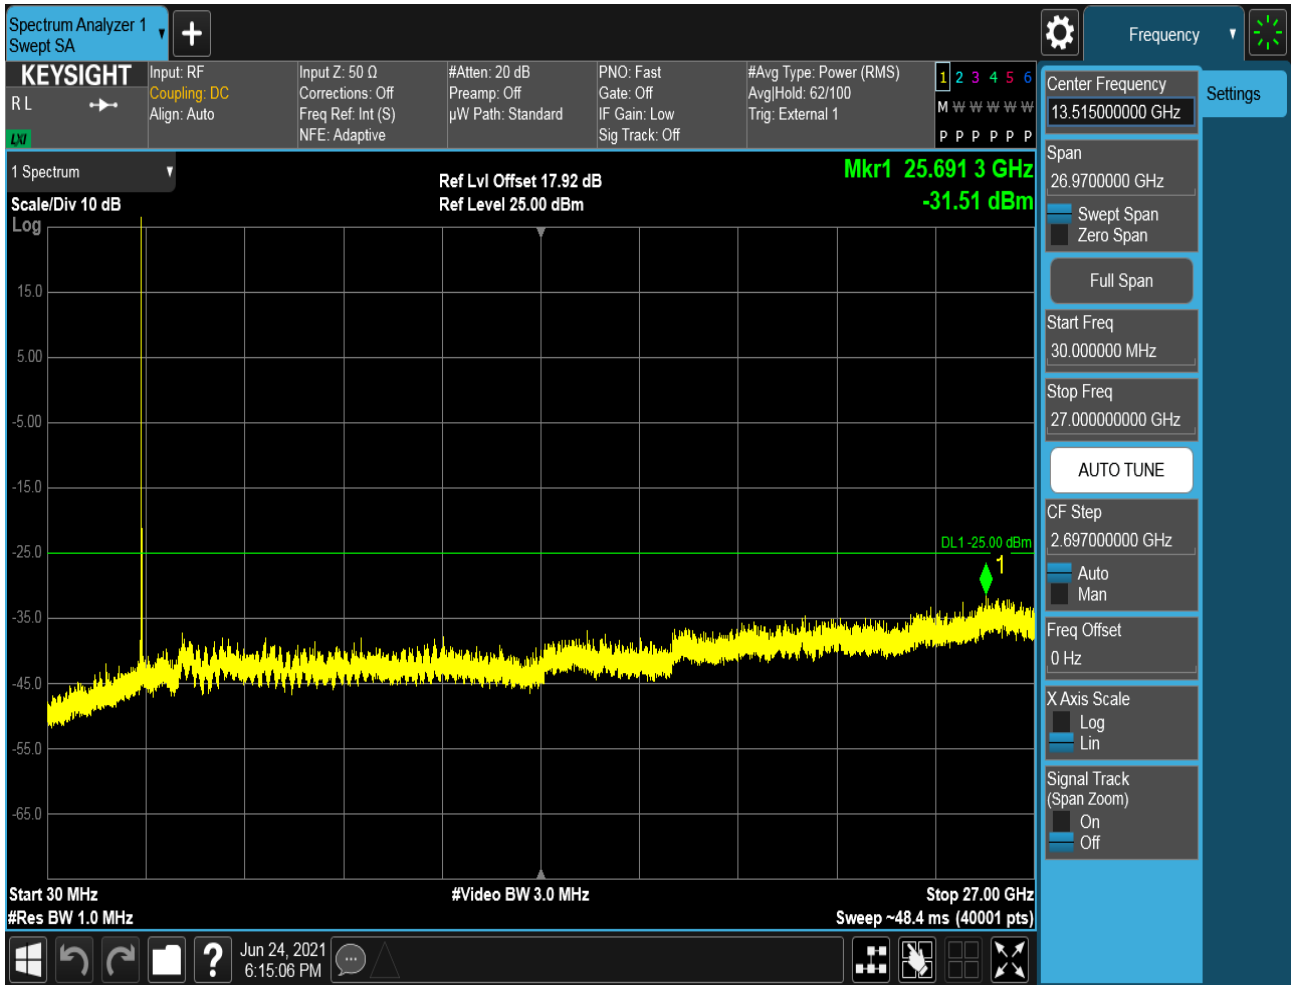 Spectrum Analyzer 1
Swept SA
Frequency
KEYSIGHT
R L
LXI
Input: RF
Coupling: DC
Align: Auto
Input Z: 50 Ω
Corrections: Off
Freq Ref: Int (S)
NFE: Adaptive
#Atten: 20 dB
Preamp: Off
µW Path: Standard
PNO: Fast
Gate: Off
IF Gain: Low
Sig Track: Off
#Avg Type: Power (RMS)
Avg|Hold: 62/100
Trig: External 1
1 2 3 4 5 6
M W W W W W
P P P P P P
1 Spectrum
Scale/Div 10 dB
Log
Ref Lvl Offset 17.92 dB
Ref Level 25.00 dBm
Mkr1 25.691 3 GHz
-31.51 dBm
15.0
5.00
-5.00
-15.0
-25.0
-35.0
-45.0
-55.0
-65.0
DL1 -25.00 dBm
1
Start 30 MHz
#Res BW 1.0 MHz
#Video BW 3.0 MHz
Stop 27.00 GHz
Sweep ~48.4 ms (40001 pts)
Jun 24, 2021
6:15:06 PM
Center Frequency
13.515000000 GHz
Settings
Span
26.9700000 GHz
Swept Span
Zero Span
Full Span
Start Freq
30.000000 MHz
Stop Freq
27.000000000 GHz
AUTO TUNE
CF Step
2.697000000 GHz
Auto
Man
Freq Offset
0 Hz
X Axis Scale
Log
Lin
Signal Track
(Span Zoom)
On
Off